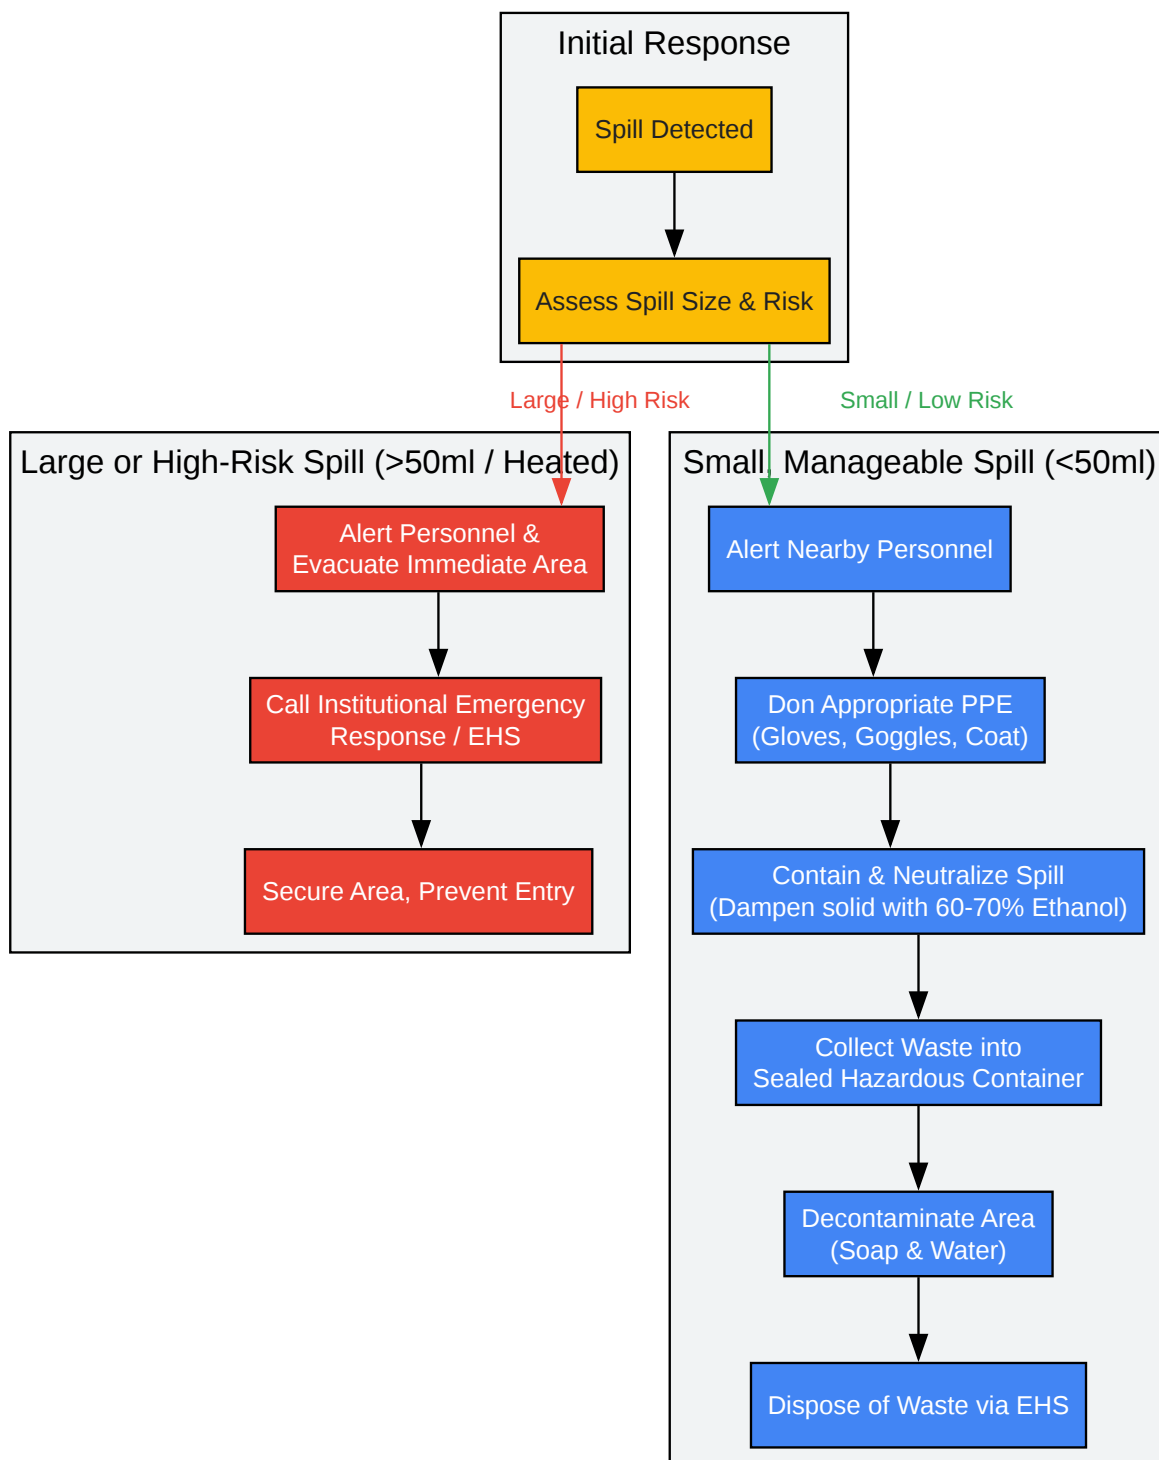 Initial Response
Spill Detected
Assess Spill Size & Risk
Large / High Risk
Small / Low Risk
Large or High-Risk Spill (>50ml / Heated)
Alert Personnel &
Evacuate Immediate Area
Call Institutional Emergency
Response / EHS
Secure Area, Prevent Entry
Small, Manageable Spill (<50ml)
Alert Nearby Personnel
Don Appropriate PPE
(Gloves, Goggles, Coat)
Contain & Neutralize Spill
(Dampen solid with 60-70% Ethanol)
Collect Waste into
Sealed Hazardous Container
Decontaminate Area
(Soap & Water)
Dispose of Waste via EHS